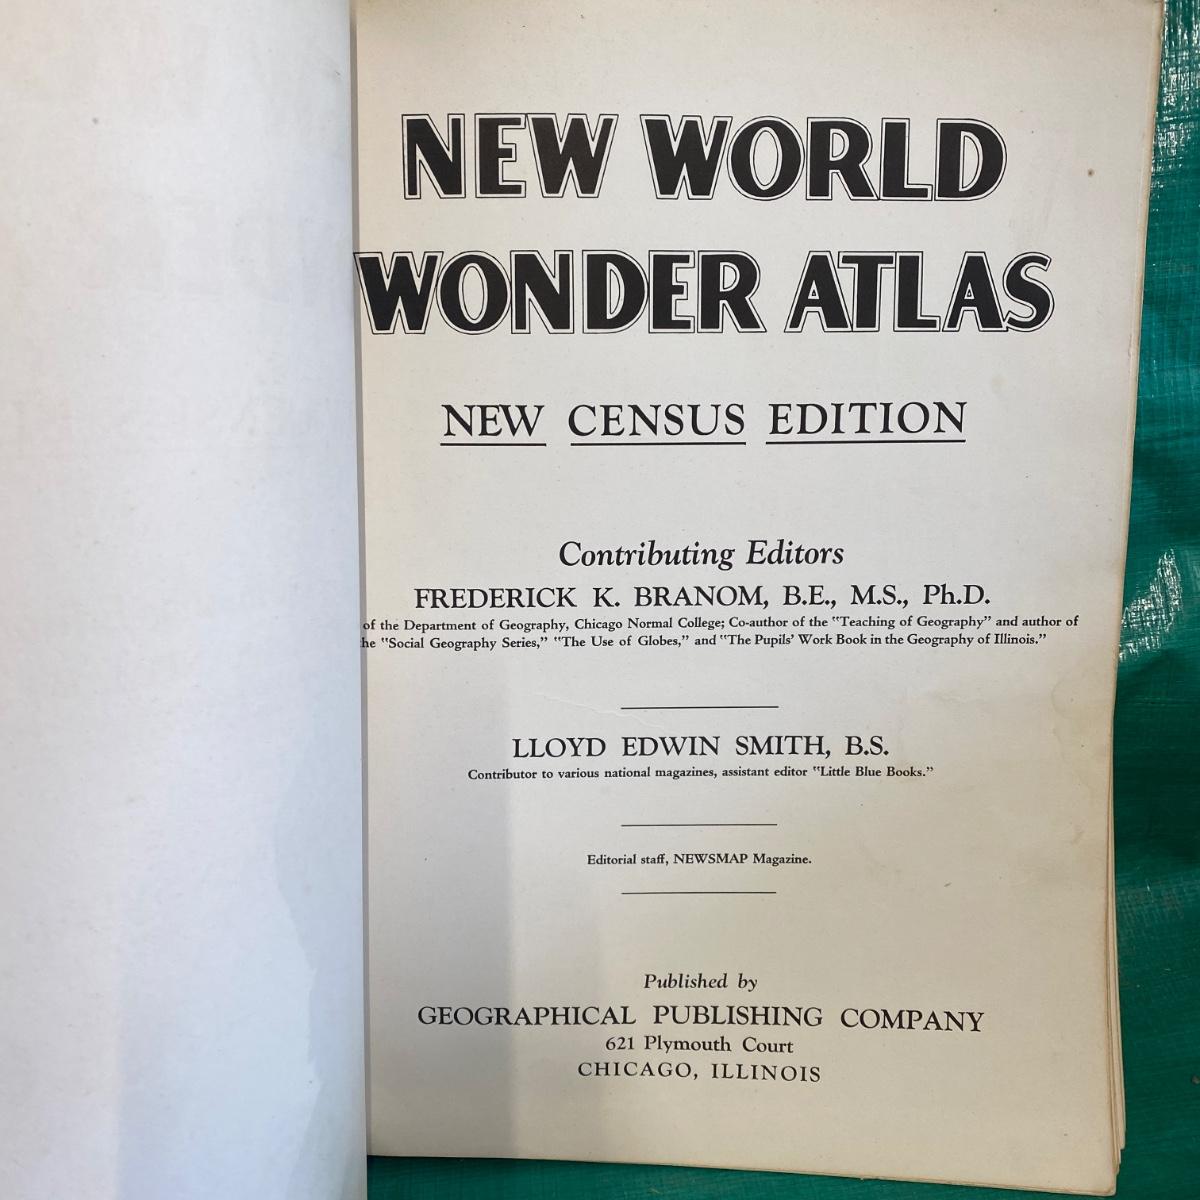 NEW WORLD
WONDER ATLAS
NEW CENSUS EDITION
Contributing Editors
FREDERICK K. BRANOM, B.E., M.S., Ph.D.
of the Department of Geography, Chicago Normal College; Co-author of the "Teaching of Geography" and author of
he "Social Geography Series," "The Use of Globes," and "The Pupils' Work Book in the Geography of Illinois."
LLOYD EDWIN SMITH, B.S.
Contributor to various national magazines, assistant editor "Little Blue Books."
Editorial staff, NEWSMAP Magazine.
Published by
GEOGRAPHICAL PUBLISHING COMPANY
621 Plymouth Court
CHICAGO, ILLINOIS